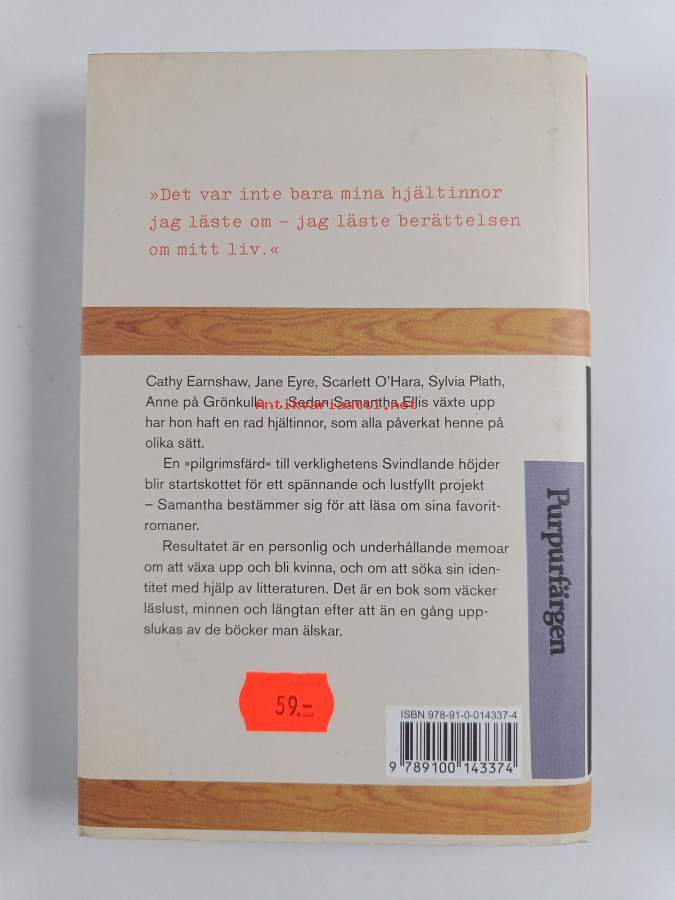 »Det var inte bara mina hjältinnor
jag läste om – jag läste berättelsen
om mitt liv.«
Cathy Earnshaw, Jane Eyre, Scarlett O'Hara, Sylvia Plath,
Anne på Grönkulla Sedan Samantha Ellis växte upp
Antikvariaatti.net
har hon haft en rad hjältinnor, som alla påverkat henne på
olika sätt.
En »pilgrimsfärd« till verklighetens Svindlande höjder
blir startskottet för ett spännande och lustfyllt projekt
– Samantha bestämmer sig för att läsa om sina favorit-
romaner.
Resultatet är en personlig och underhållande memoar
om att växa upp och bli kvinna, och om att söka sin iden-
titet med hjälp av litteraturen. Det är en bok som väcker
läslust, minnen och längtan efter att än en gång upp-
slukas av de böcker man älskar.
Purpurfärgen
59.–
ISBN 978-91-0-014337-4
9 789100 143374